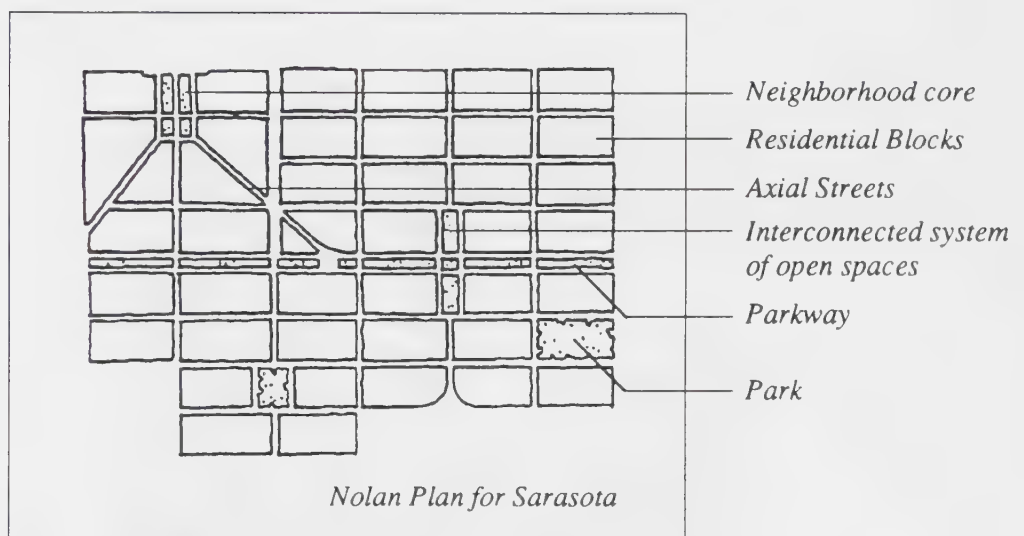 Neighborhood core
Residential Blocks
Axial Streets
Interconnected system
of open spaces
Parkway
Park
Nolan Plan for Sarasota